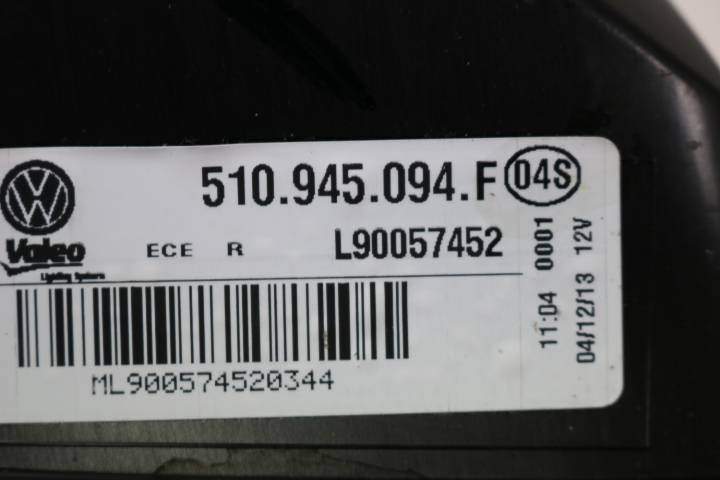 510.945.094.F 04S
Valeo ECE R L90057452
Lighting Systems
ML900574520344
11:04 0001
04/12/13 12V